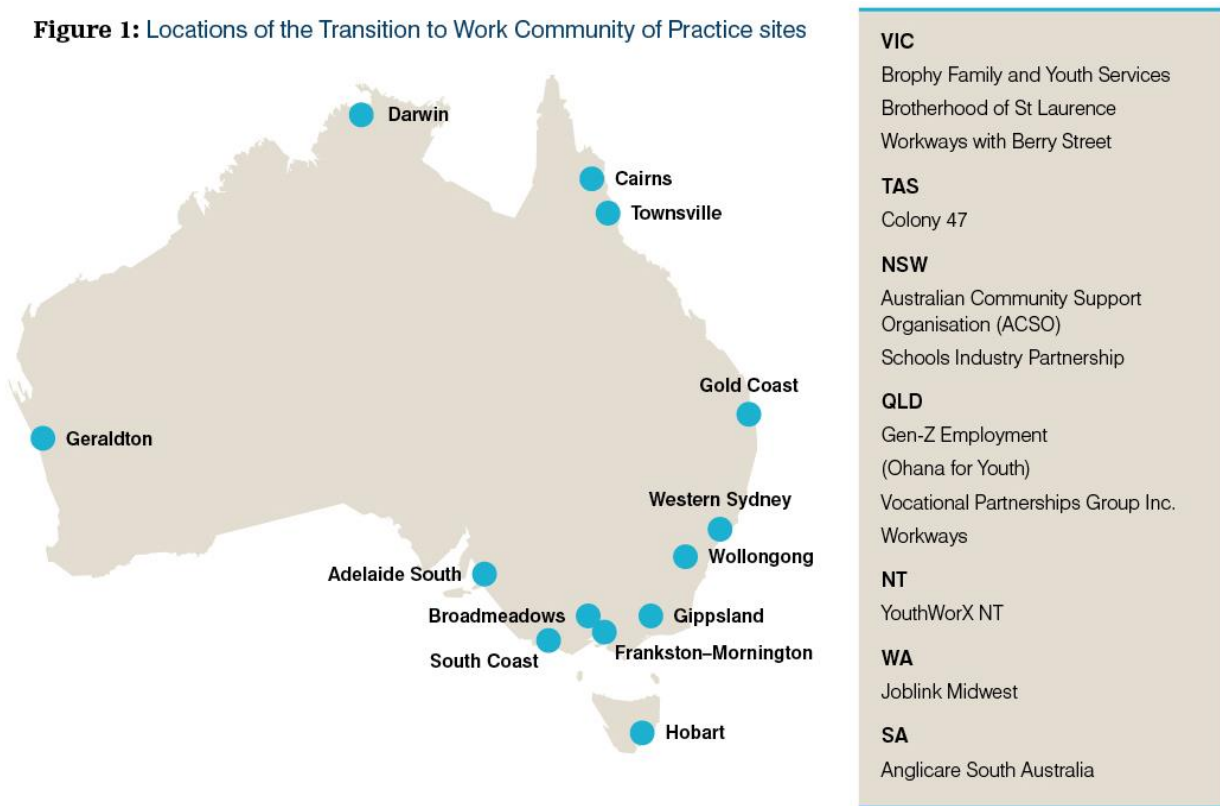 Figure 1: Locations of the Transition to Work Community of Practice sites
Darwin
Cairns
Townsville
Gold Coast
Geraldton
Western Sydney
Wollongong
Adelaide South
Broadmeadows
Gippsland
South Coast
Frankston–Mornington
Hobart
VIC
Brophy Family and Youth Services
Brotherhood of St Laurence
Workways with Berry Street
TAS
Colony 47
NSW
Australian Community Support
Organisation (ACSO)
Schools Industry Partnership
QLD
Gen-Z Employment
(Ohana for Youth)
Vocational Partnerships Group Inc.
Workways
NT
YouthWorX NT
WA
Joblink Midwest
SA
Anglicare South Australia